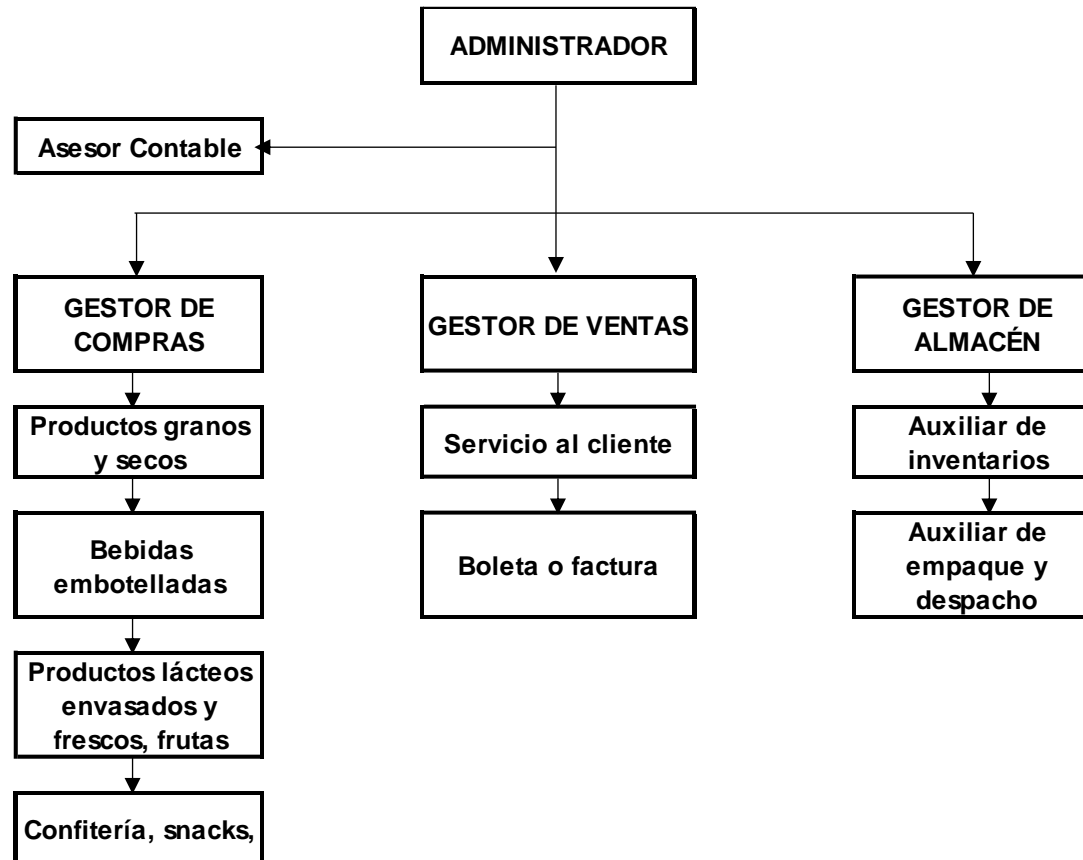 ADMINISTRADOR
Asesor Contable
GESTOR DE
COMPRAS
GESTOR DE VENTAS
GESTOR DE
ALMACÉN
Productos granos
y secos
Servicio al cliente
Auxiliar de
inventarios
Bebidas
embotelladas
Boleta o factura
Auxiliar de
empaque y
despacho
Productos lácteos
envasados y
frescos, frutas
Confitería, snacks,